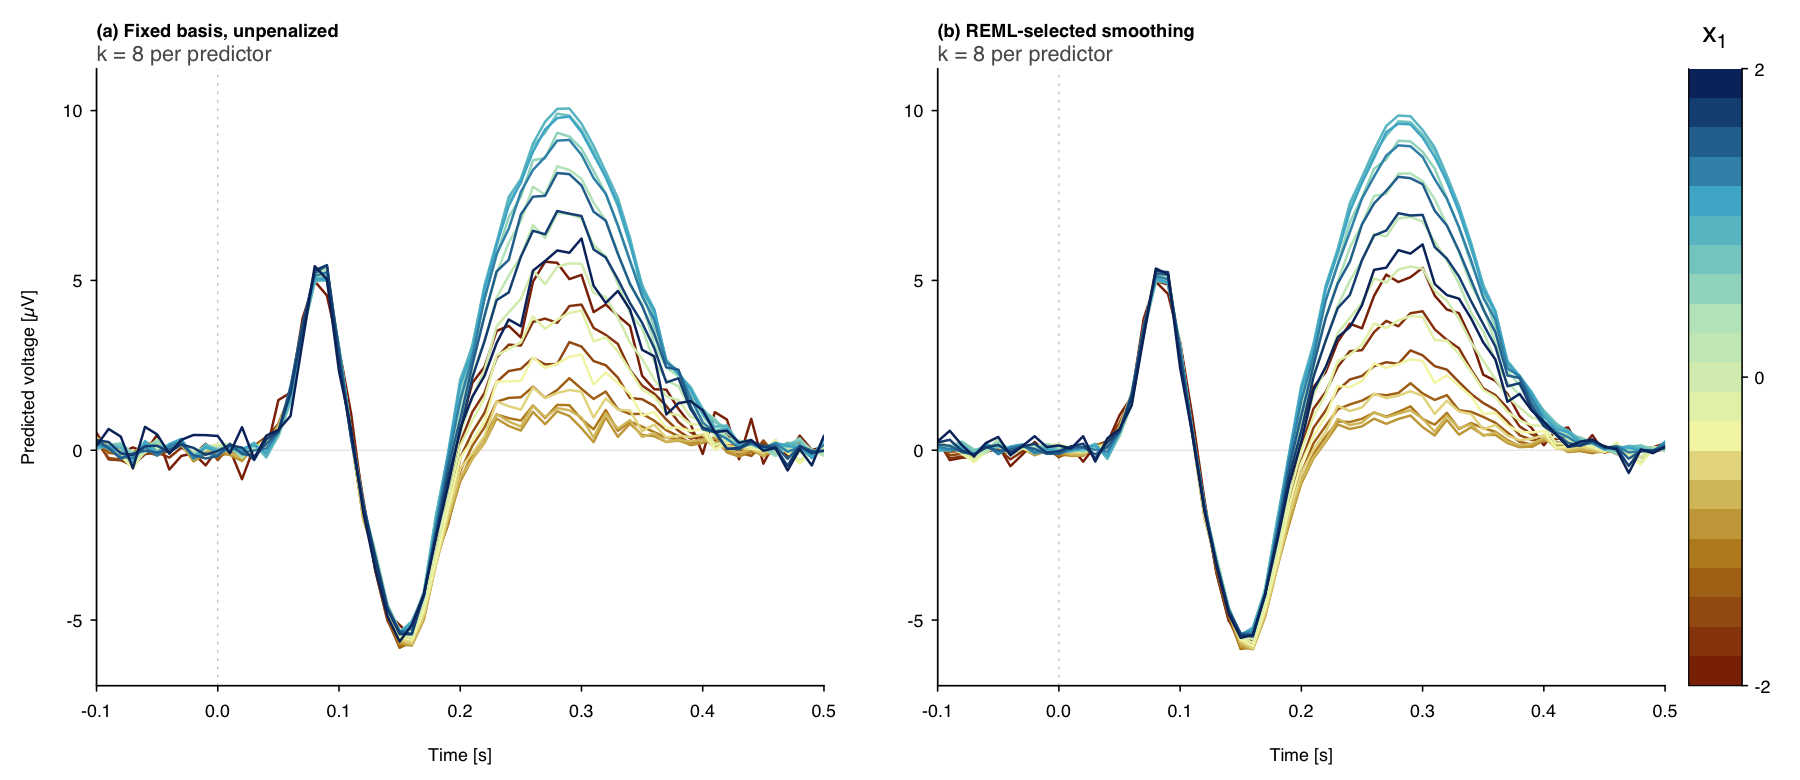 (a) Fixed basis, unpenalized
k = 8 per predictor
10
5
0
-5
Predicted voltage [µV]
-0.1 0.0 0.1 0.2 0.3 0.4 0.5
Time [s]
(b) REML-selected smoothing
k = 8 per predictor
10
5
0
-5
-0.1 0.0 0.1 0.2 0.3 0.4 0.5
Time [s]
x₁
2
0
-2